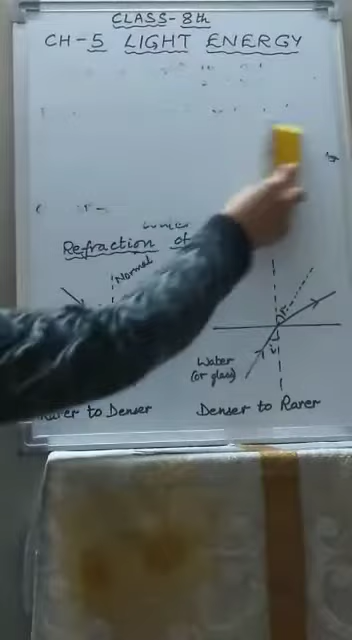 CLASS-8th
CH-5 LIGHT ENERGY
Refraction of
Normal
r
i
Water
(or glass)
Rarer to Denser
Denser to Rarer